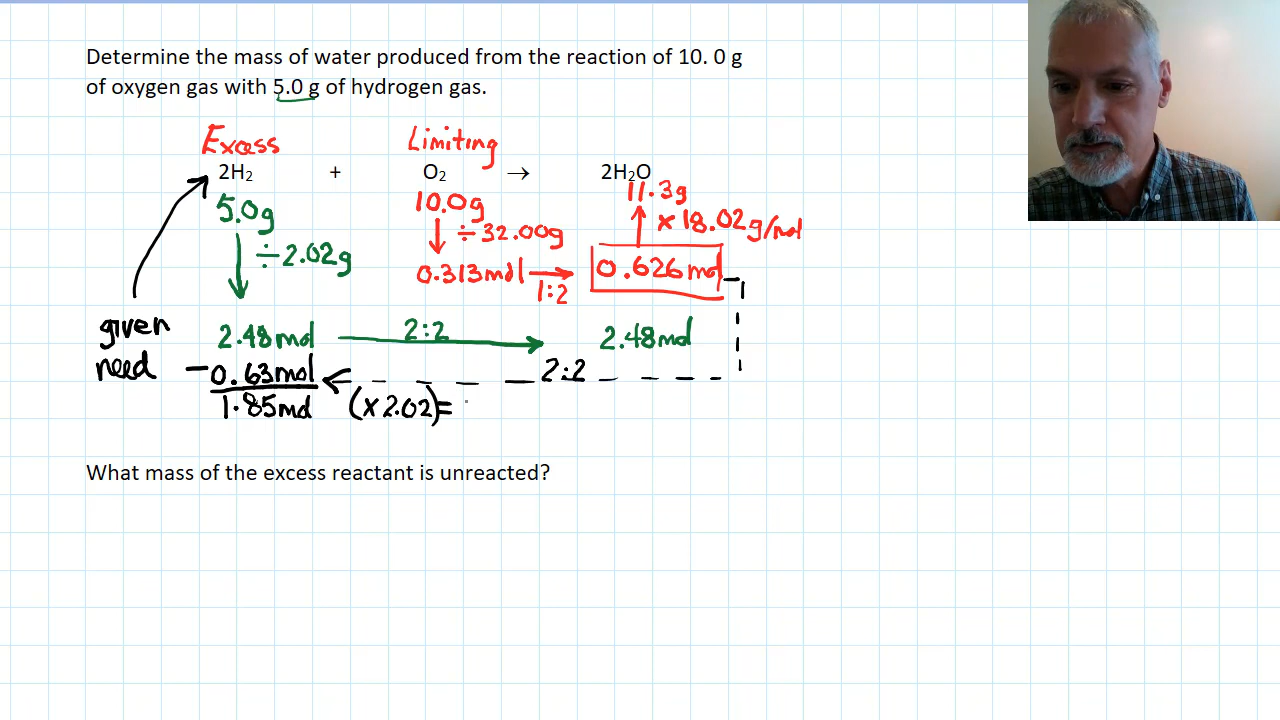 Determine the mass of water produced from the reaction of 10. 0 g
of oxygen gas with 5.0 g of hydrogen gas.
Excess Limiting
2H₂ + O₂ → 2H₂O
11.3g
5.0g 10.0g
÷2.02g ÷32.00g × 18.02g/mol
0.313mol 1:2 0.626mol
given 2.48mol 2:2 2.48mol
need -0.63mol 2:2
1.85mol (×2.02)=
What mass of the excess reactant is unreacted?